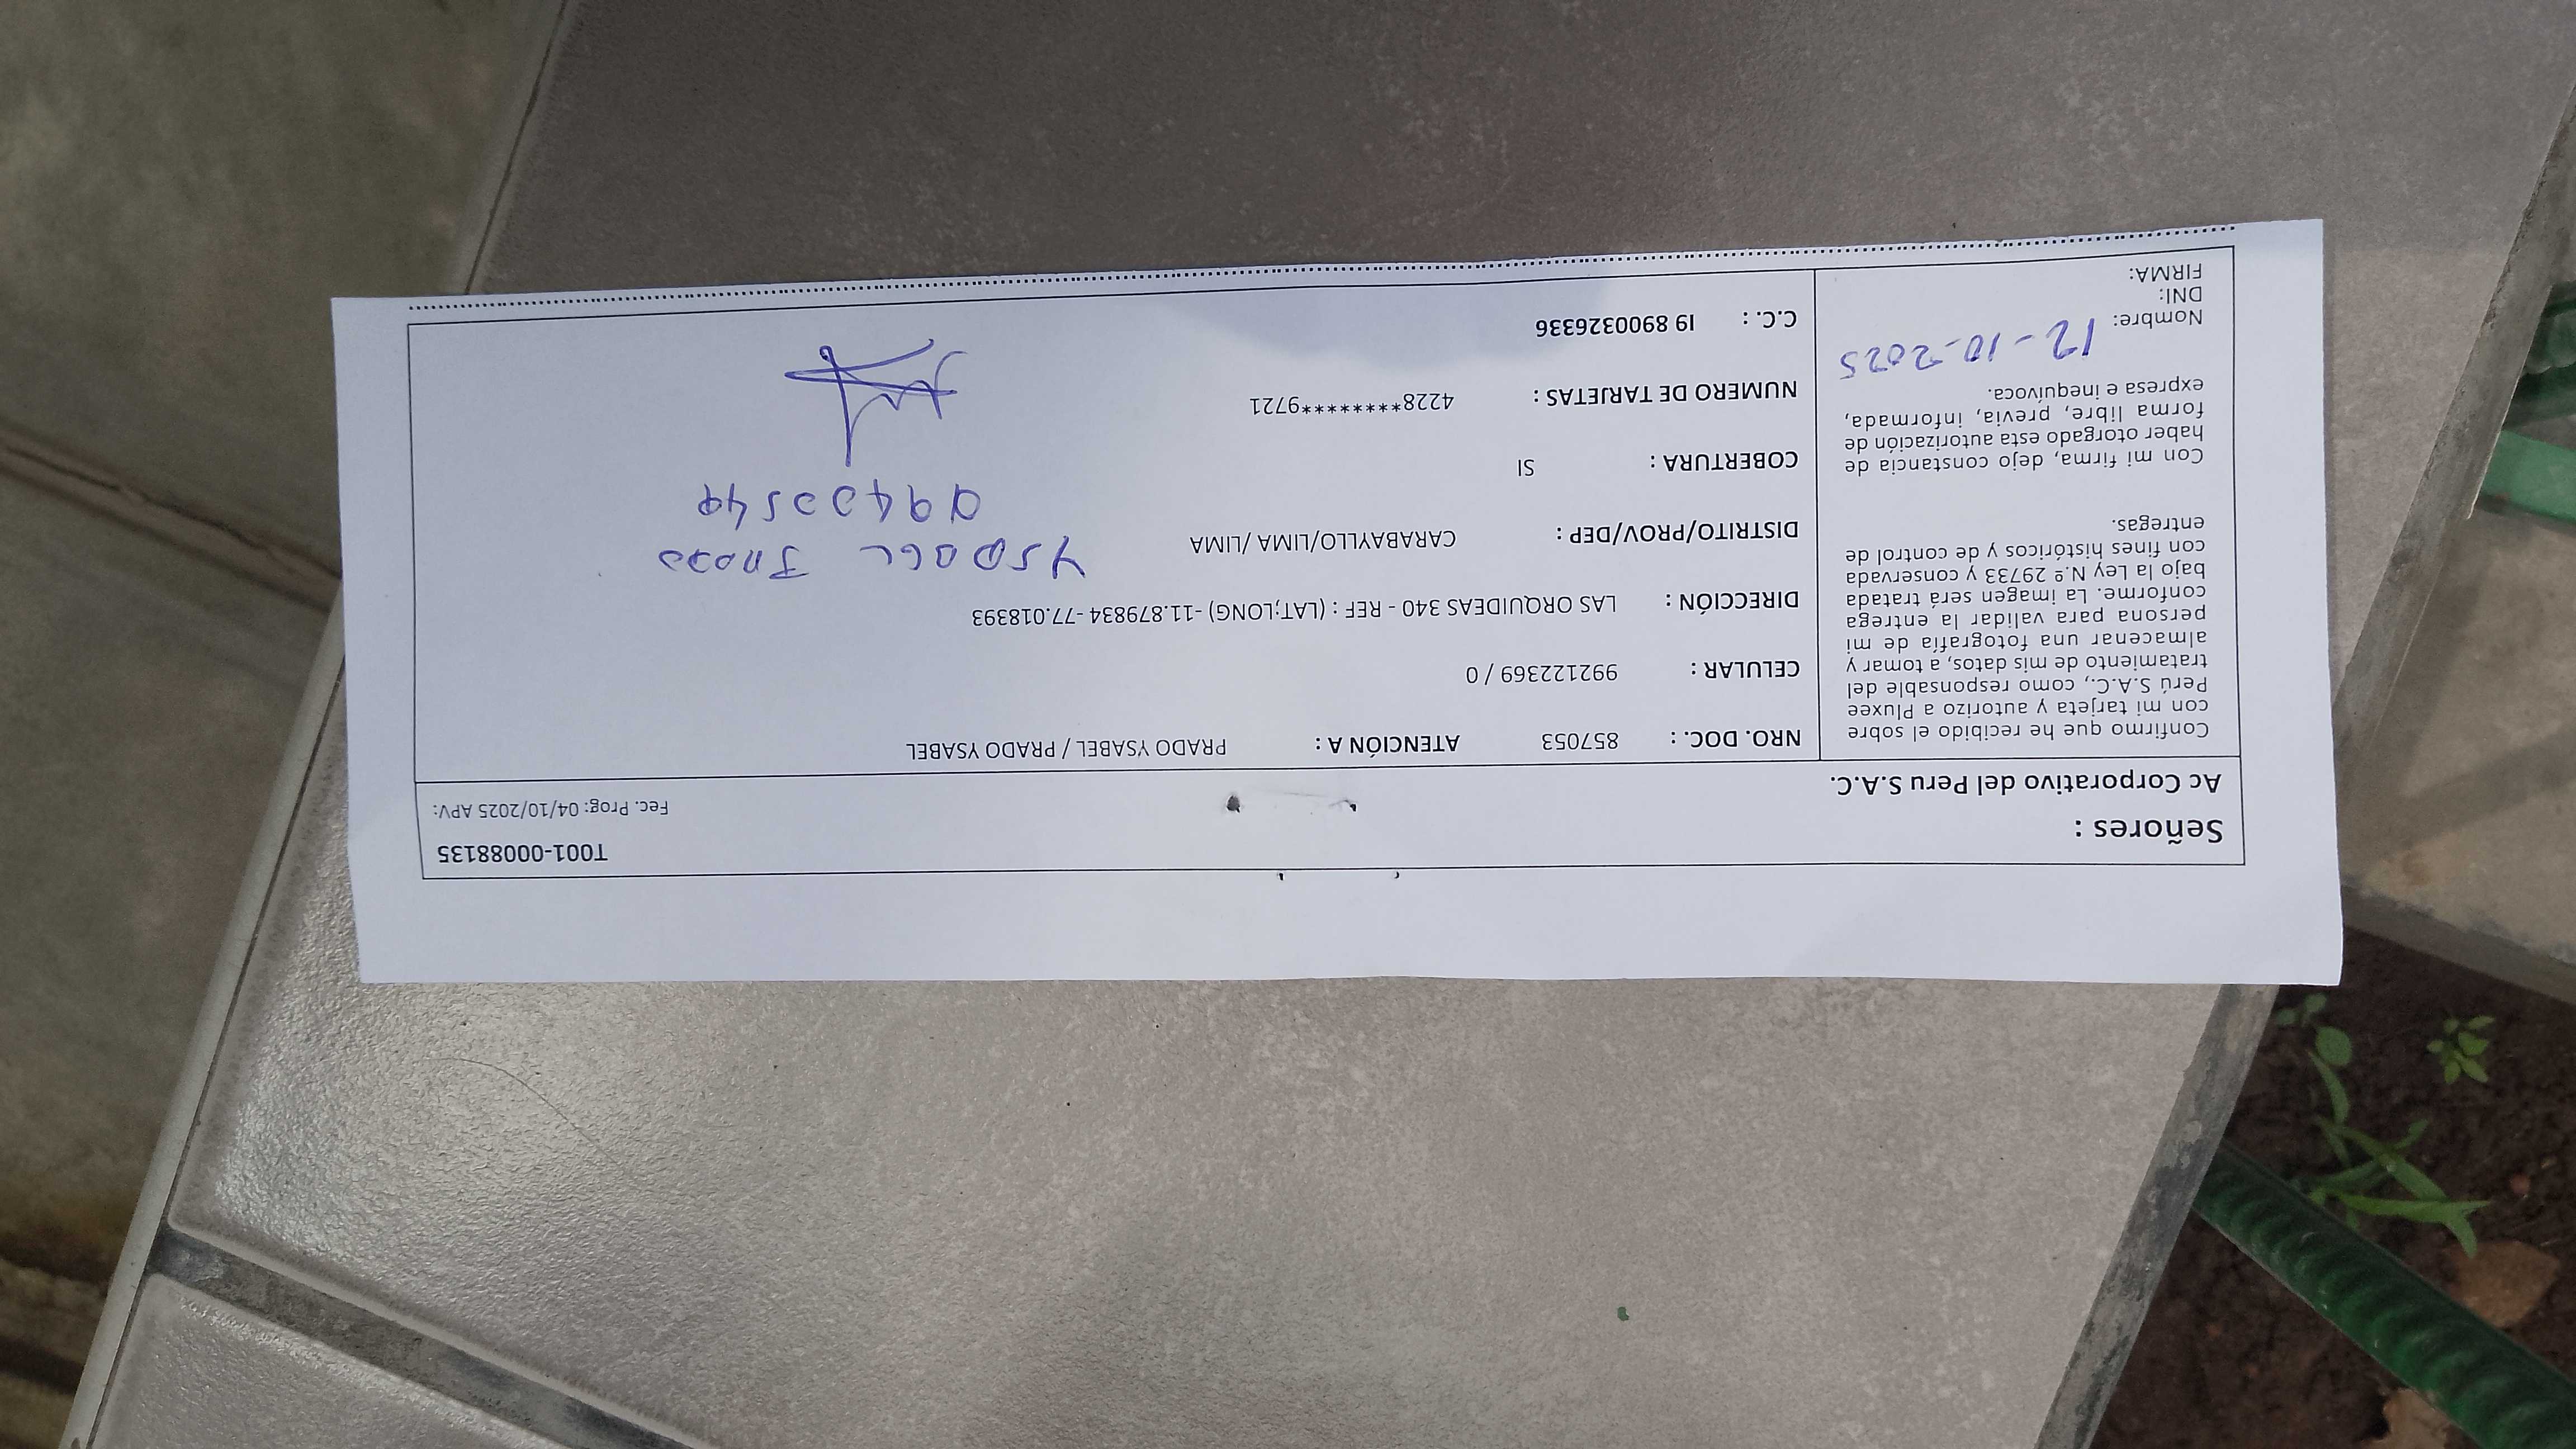 Señores :
T001-00088135
Ac Corporativo del Peru S.A.C.
Fec. Prog: 04/10/2025 APV:
Confirmo que he recibido el sobre
con mi tarjeta y autorizo a Pluxee
Perú S.A.C., como responsable del
tratamiento de mis datos, a tomar y
almacenar una fotografía de mi
persona para validar la entrega
conforme. La imagen será tratada
bajo la Ley N.º 29733 y conservada
con fines históricos y de control de
entregas.
Con mi firma, dejo constancia de
haber otorgado esta autorización de
forma libre, previa, informada,
expresa e inequívoca.
12-10-2025
Nombre:
DNI:
FIRMA:
NRO. DOC. : 857053 ATENCIÓN A : PRADO YSABEL / PRADO YSABEL
CELULAR : 992122369 / 0
DIRECCIÓN : LAS ORQUIDEAS 340 - REF : (LAT;LONG) -11.879834 -77.018393
DISTRITO/PROV/DEP : CARABAYLLO/LIMA /LIMA
COBERTURA : SI
NUMERO DE TARJETAS : 4228*********9721
C.C. : I9 8900326336